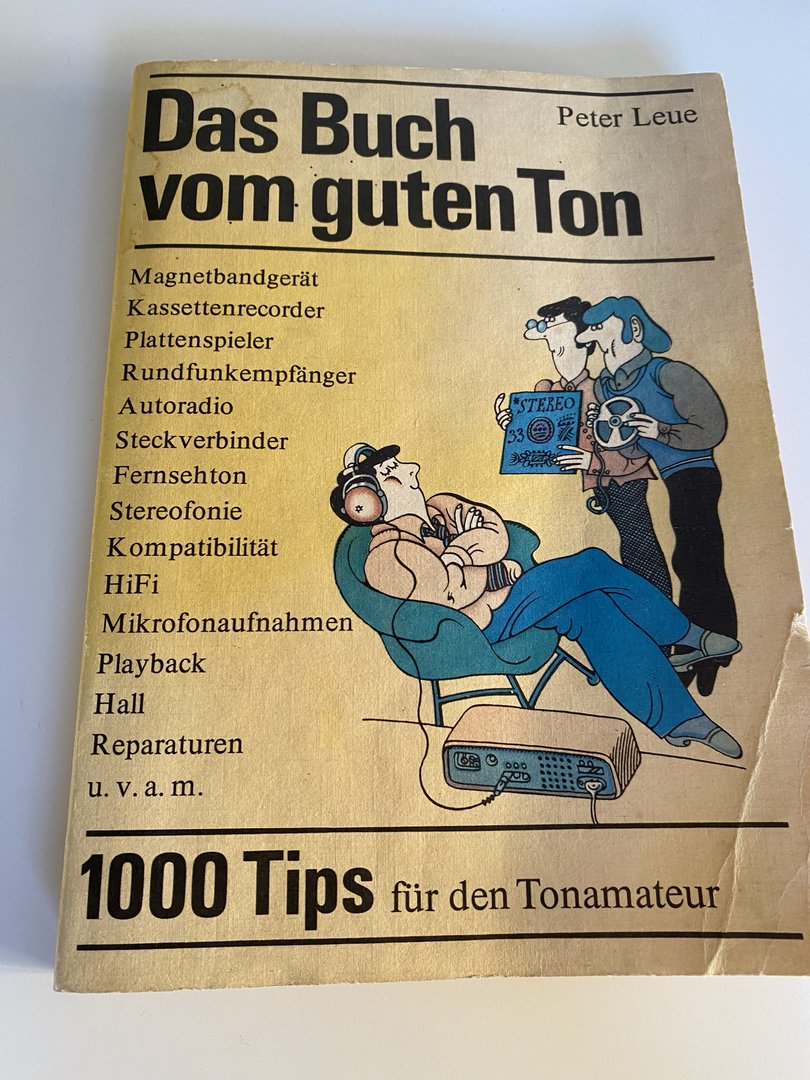 Das Buch
vom guten Ton
Peter Leue
Magnetbandgerät
Kassettenrecorder
Plattenspieler
Rundfunkempfänger
Autoradio
Steckverbinder
Fernsehton
Stereofonie
Kompatibilität
HiFi
Mikrofonaufnahmen
Playback
Hall
Reparaturen
u. v. a. m.
*STEREO
33
1000 Tips für den Tonamateur